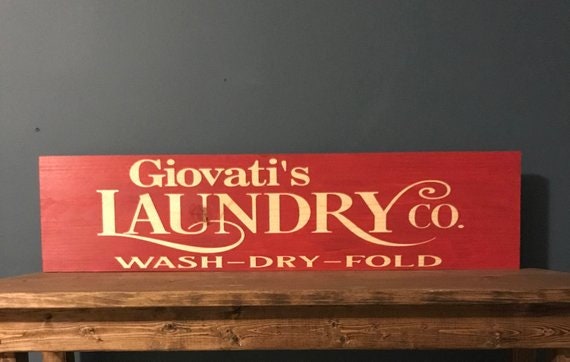 Giovati's
LAUNDRY CO.
WASH-DRY-FOLD